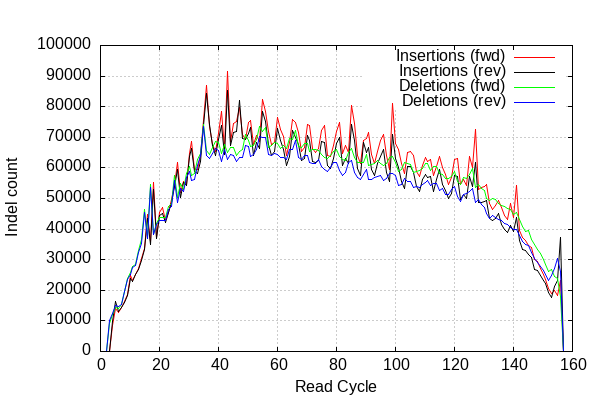 100000
90000
80000
70000
60000
50000
40000
30000
20000
10000
0
Indel count
Insertions (fwd)
Insertions (rev)
Deletions (fwd)
Deletions (rev)
0 20 40 60 80 100 120 140 160
Read Cycle